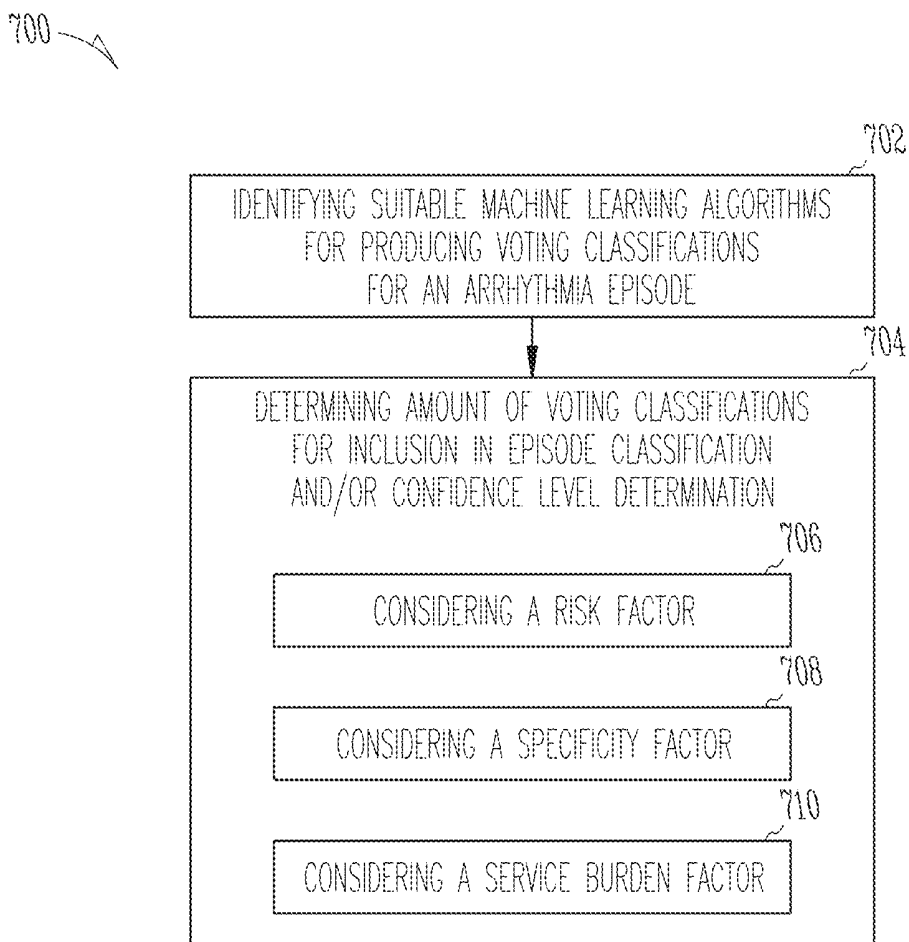 700
702
IDENTIFYING SUITABLE MACHINE LEARNING ALGORITHMS
FOR PRODUCING VOTING CLASSIFICATIONS
FOR AN ARRHYTHMIA EPISODE
704
DETERMINING AMOUNT OF VOTING CLASSIFICATIONS
FOR INCLUSION IN EPISODE CLASSIFICATION
AND/OR CONFIDENCE LEVEL DETERMINATION
706
CONSIDERING A RISK FACTOR
708
CONSIDERING A SPECIFICITY FACTOR
710
CONSIDERING A SERVICE BURDEN FACTOR